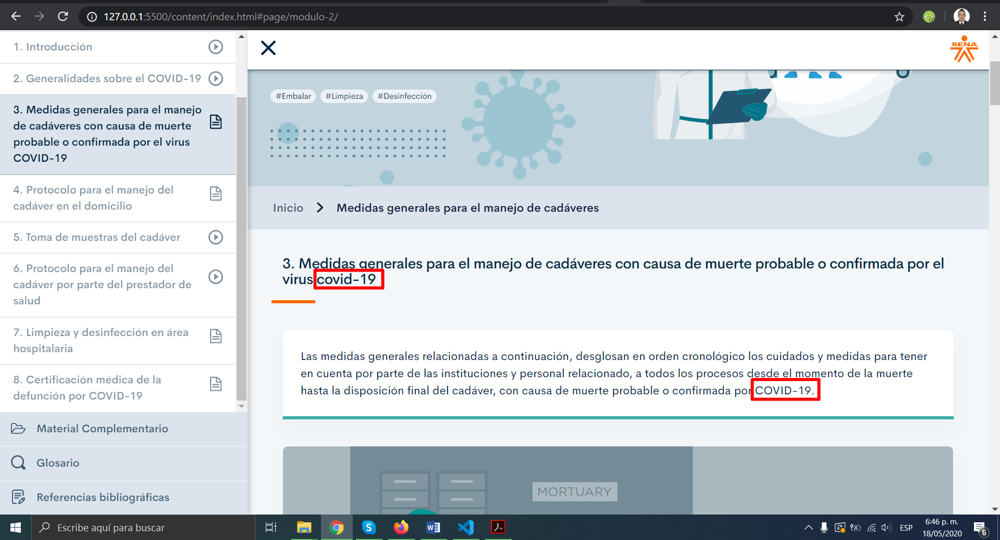 127.0.0.1:5500/content/index.html#page/modulo-2/
1. Introducción
2. Generalidades sobre el COVID-19
3. Medidas generales para el manejo
de cadáveres con causa de muerte
probable o confirmada por el virus
COVID-19
4. Protocolo para el manejo del
cadáver en el domicilio
5. Toma de muestras del cadáver
6. Protocolo para el manejo del
cadáver por parte del prestador de
salud
7. Limpieza y desinfección en área
hospitalaria
8. Certificación médica de la
defunción por COVID-19
Material Complementario
Glosario
Referencias bibliográficas
SENA
#Embalar #Limpieza #Desinfección
Inicio Medidas generales para el manejo de cadáveres
3. Medidas generales para el manejo de cadáveres con causa de muerte probable o confirmada por el
virus covid-19
Las medidas generales relacionadas a continuación, desglosan en orden cronológico los cuidados y medidas para tener
en cuenta por parte de las instituciones y personal relacionado, a todos los procesos desde el momento de la muerte
hasta la disposición final del cadáver, con causa de muerte probable o confirmada por COVID-19.
MORTUARY
Escribe aquí para buscar
ESP
6:46 p. m.
18/05/2020
6